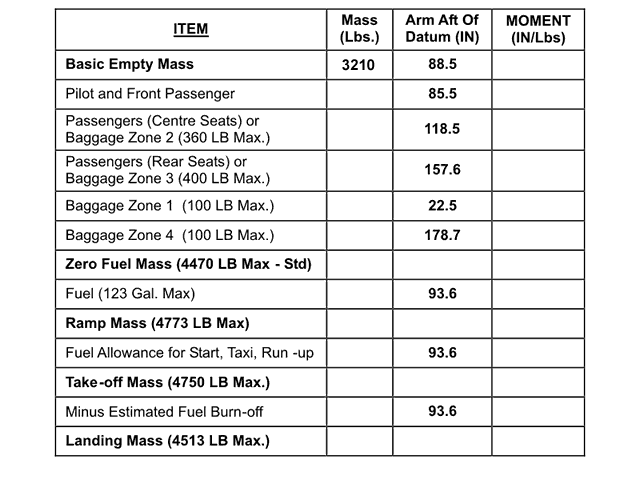 ITEM
Mass
(Lbs.)
Arm Aft Of
Datum (IN)
MOMENT
(IN/Lbs)
Basic Empty Mass 3210 88.5
Pilot and Front Passenger 85.5
Passengers (Centre Seats) or
Baggage Zone 2 (360 LB Max.)
118.5
Passengers (Rear Seats) or
Baggage Zone 3 (400 LB Max.)
157.6
Baggage Zone 1 (100 LB Max.) 22.5
Baggage Zone 4 (100 LB Max.) 178.7
Zero Fuel Mass (4470 LB Max - Std)
Fuel (123 Gal. Max) 93.6
Ramp Mass (4773 LB Max)
Fuel Allowance for Start, Taxi, Run -up 93.6
Take-off Mass (4750 LB Max.)
Minus Estimated Fuel Burn-off 93.6
Landing Mass (4513 LB Max.)